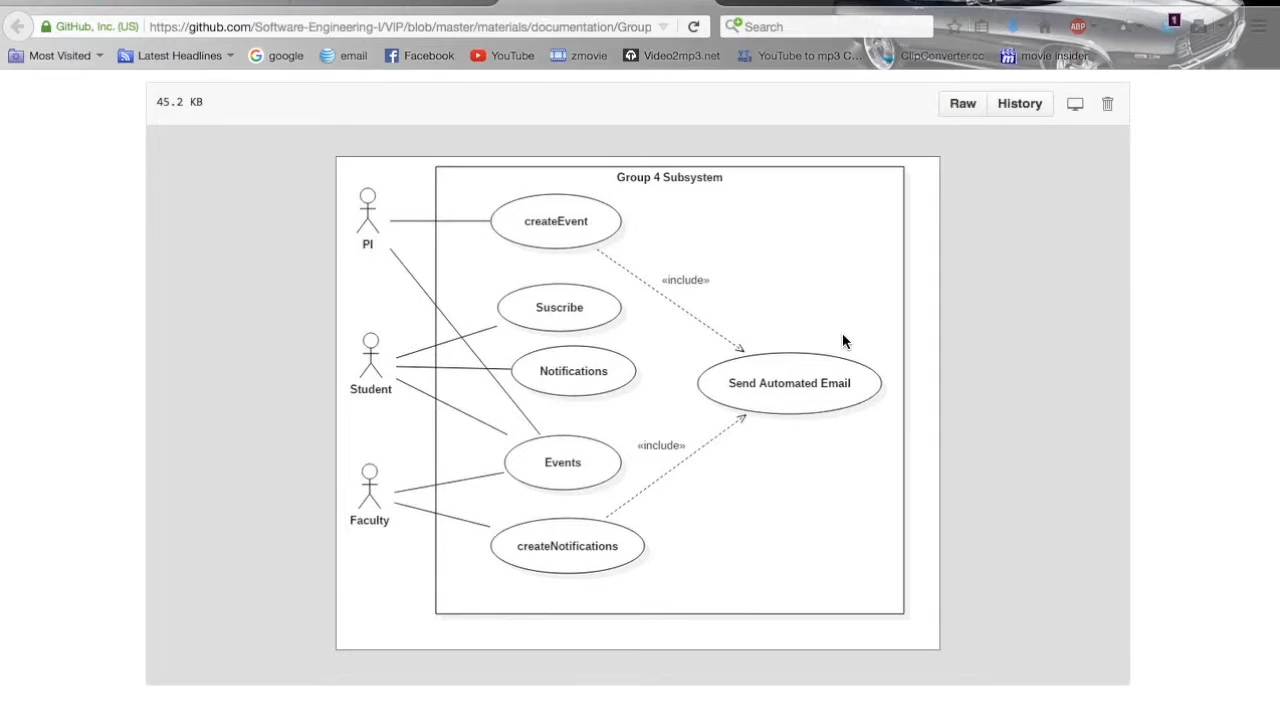 GitHub, Inc. (US) https://github.com/Software-Engineering-I/VIP/blob/master/materials/documentation/Group Search ABP 1
Most Visited Latest Headlines google email Facebook YouTube zmovie Video2mp3.net YouTube to mp3 C... ClipConverter.cc movie insider
45.2 KB Raw History
Group 4 Subsystem
createEvent
PI
«include»
Suscribe
Notifications
Send Automated Email
Student
«include»
Events
Faculty
createNotifications